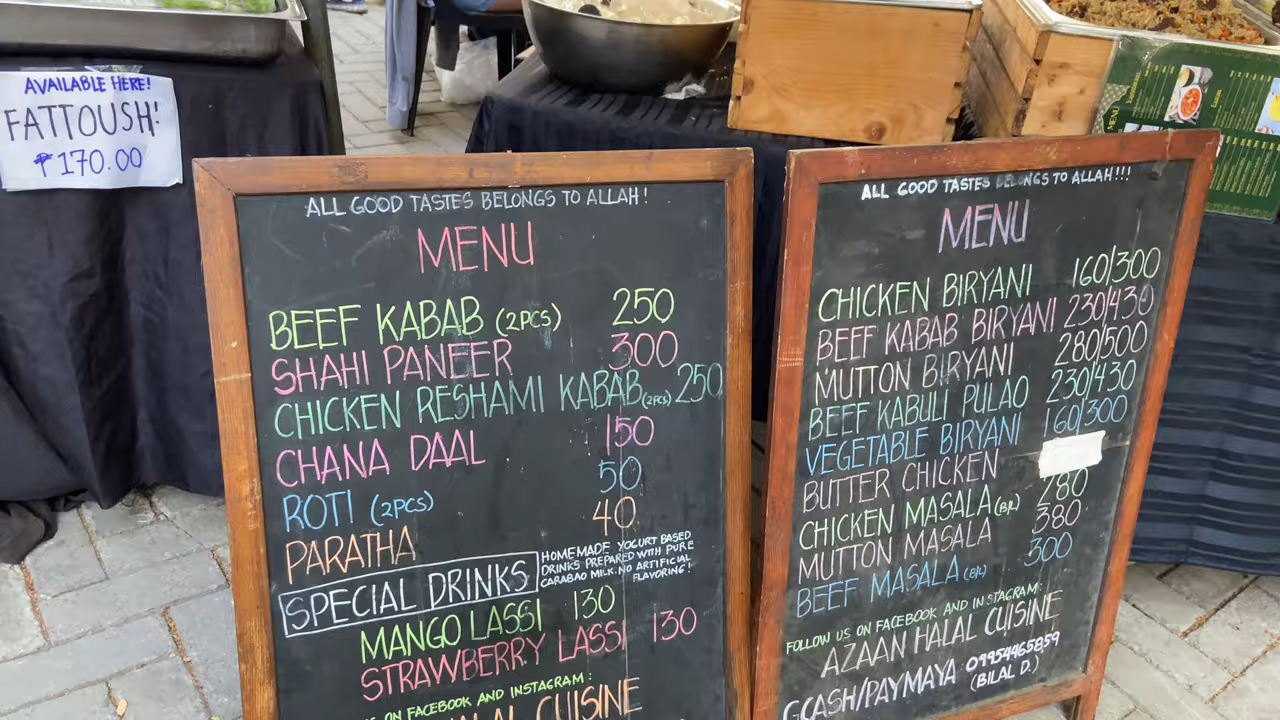 AVAILABLE HERE!
FATTOUSH!
₱170.00
ALL GOOD TASTES BELONGS TO ALLAH!
MENU
BEEF KABAB (2PCS) 250
SHAHI PANEER 300
CHICKEN RESHAMI KABAB (2PCS) 250
CHANA DAAL 150
ROTI (2PCS) 50
PARATHA 40
SPECIAL DRINKS
HOMEMADE YOGURT BASED
DRINKS PREPARED WITH PURE
CARABAO MILK. NO ARTIFICIAL
FLAVORING!
MANGO LASSI 130
STRAWBERRY LASSI 130
ON FACEBOOK AND INSTAGRAM:
HALAL CUISINE
ALL GOOD TASTES BELONGS TO ALLAH!!!
MENU
CHICKEN BIRYANI 160/300
BEEF KABAB BIRYANI 230/430
MUTTON BIRYANI 280/500
BEEF KABULI PULAO 230/430
VEGETABLE BIRYANI 160/300
BUTTER CHICKEN
CHICKEN MASALA (B/L) 280
MUTTON MASALA 380
BEEF MASALA (B/L) 300
FOLLOW US ON FACEBOOK AND INSTAGRAM:
AZAAN HALAL CUISINE
GCASH/PAYMAYA 09954465859
(BILAL D.)
MENU